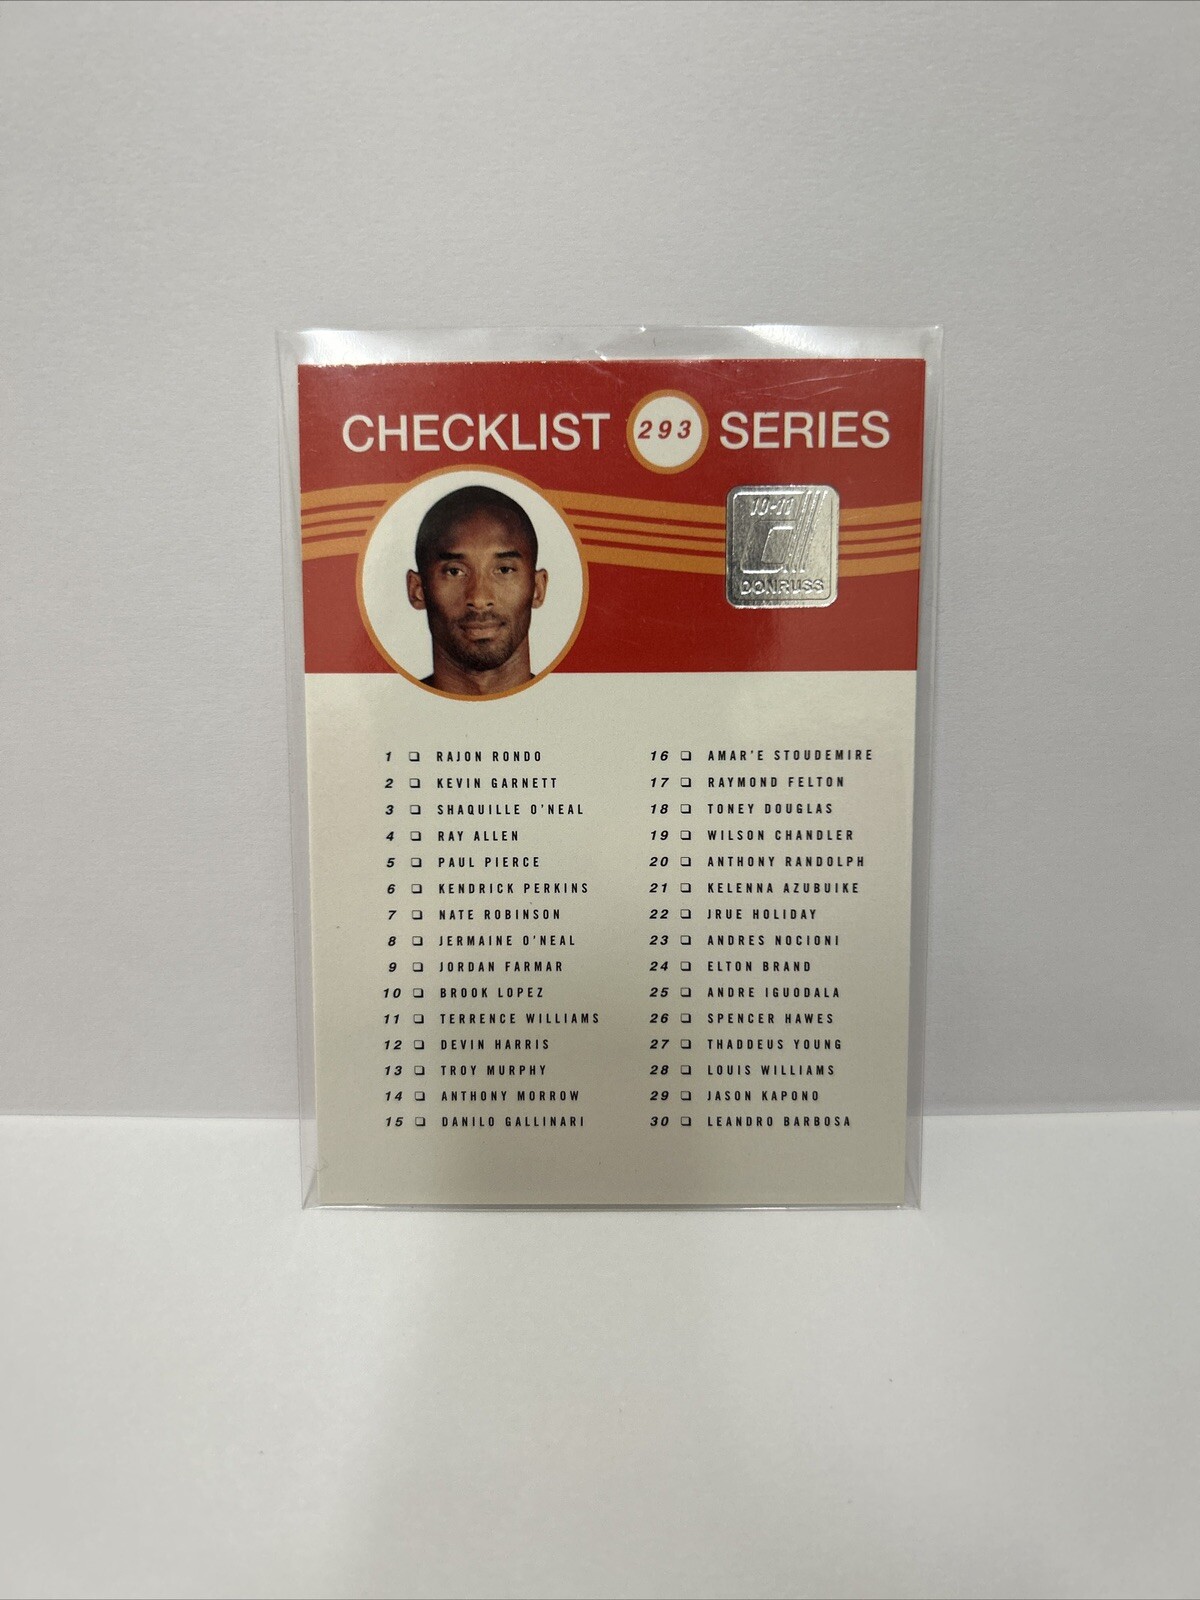 CHECKLIST 293 SERIES
10-11
DONRUSS
1 RAJON RONDO
2 KEVIN GARNETT
3 SHAQUILLE O'NEAL
4 RAY ALLEN
5 PAUL PIERCE
6 KENDRICK PERKINS
7 NATE ROBINSON
8 JERMAINE O'NEAL
9 JORDAN FARMAR
10 BROOK LOPEZ
11 TERRENCE WILLIAMS
12 DEVIN HARRIS
13 TROY MURPHY
14 ANTHONY MORROW
15 DANILO GALLINARI
16 AMAR'E STOUDEMIRE
17 RAYMOND FELTON
18 TONEY DOUGLAS
19 WILSON CHANDLER
20 ANTHONY RANDOLPH
21 KELENNA AZUBUIKE
22 JRUE HOLIDAY
23 ANDRES NOCIONI
24 ELTON BRAND
25 ANDRE IGUODALA
26 SPENCER HAWES
27 THADDEUS YOUNG
28 LOUIS WILLIAMS
29 JASON KAPONO
30 LEANDRO BARBOSA